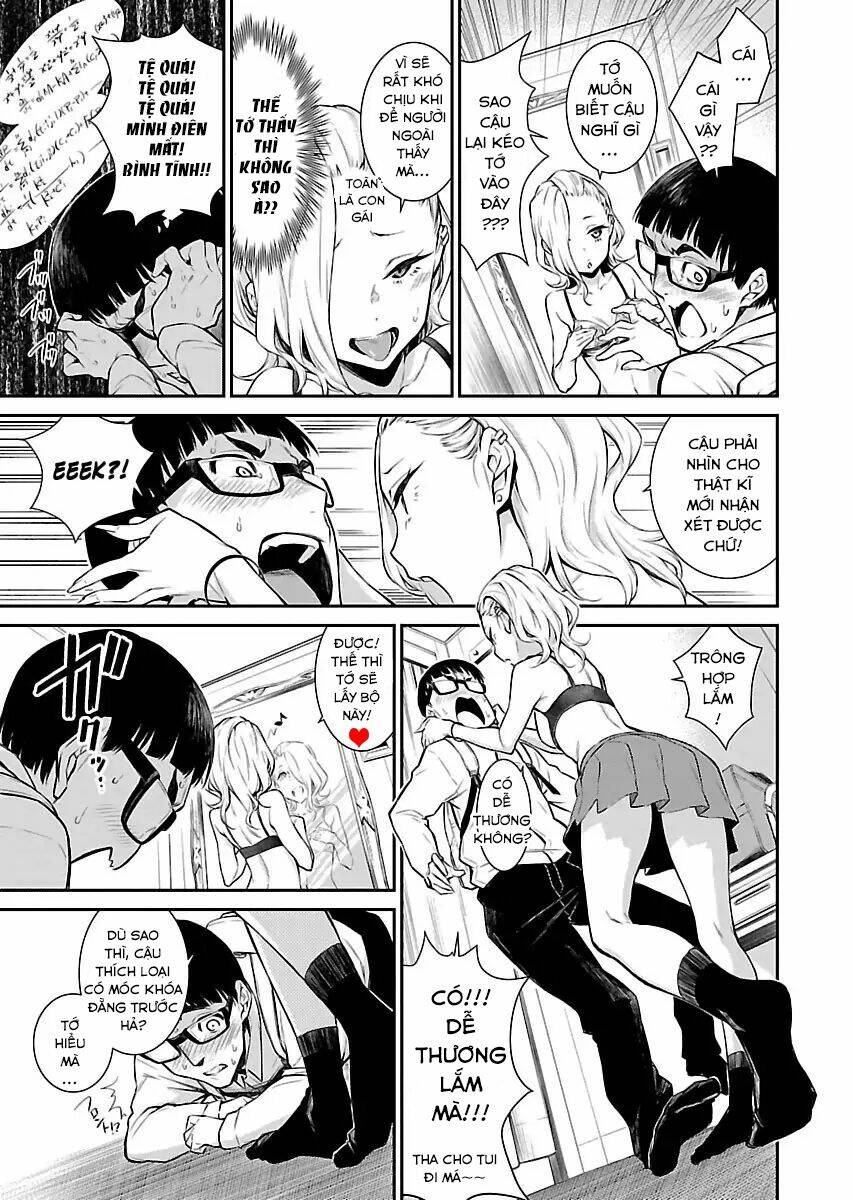 CÁI
...
CÁI
GÌ
VẬY
??
TỚ
MUỐN
BIẾT CẬU
NGHĨ GÌ
...
SAO
CẬU
LẠI KÉO
TỚ
VÀO
ĐÂY
???
VÌ SẼ
RẤT KHÓ
CHỊU KHI
ĐỂ NGƯỜI
NGOÀI
THẤY
MÀ...
TOÀN
LÀ CON
GÁI
THẾ
TỚ THẤY
THÌ
KHÔNG
SAO
À??
TỆ QUÁ!
TỆ QUÁ!
TỆ QUÁ!
MÌNH ĐIÊN
MẤT!
BÌNH TĨNH!!
CẬU PHẢI
NHÌN CHO
THẬT KĨ
MỚI NHẬN
XÉT ĐƯỢC
CHỨ!
EEEK?!
TRÔNG
HỢP
LẮM
!
CÓ
DỄ
THƯƠNG
KHÔNG?
CÓ!!!
DỄ
THƯƠNG
LẮM
MÀ!!!
THA CHO TUI
ĐI MÁ~~
ĐƯỢC!
THẾ THÌ
TỚ SẼ
LẤY BỘ
NÀY!
DÙ SAO
THÌ, CẬU
THÍCH LOẠI
CÓ MÓC KHÓA
ĐẰNG TRƯỚC
HẢ?
TỚ
HIỂU
MÀ
...